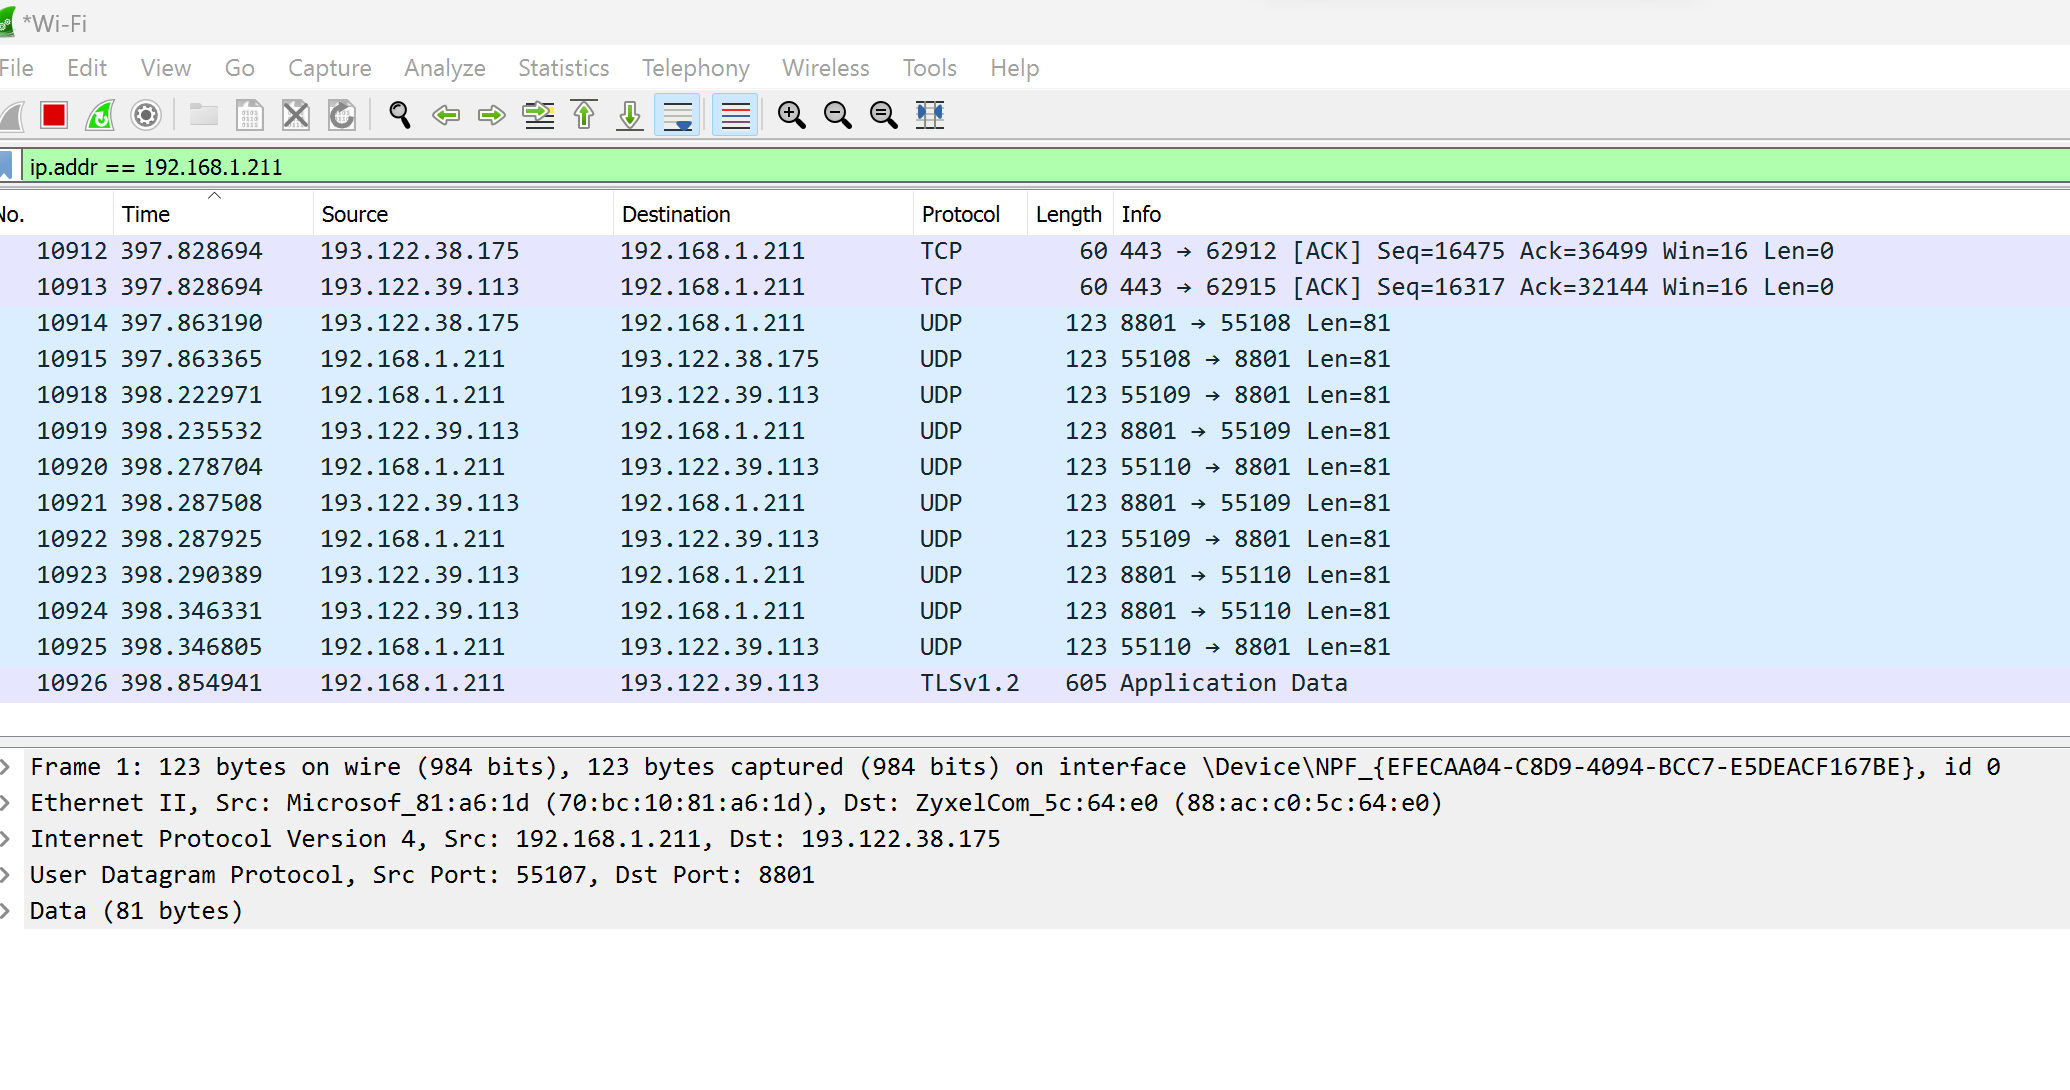 *Wi-Fi
File Edit View Go Capture Analyze Statistics Telephony Wireless Tools Help
ip.addr == 192.168.1.211
No. Time Source Destination Protocol Length Info
10912 397.828694 193.122.38.175 192.168.1.211 TCP 60 443 → 62912 [ACK] Seq=16475 Ack=36499 Win=16 Len=0
10913 397.828694 193.122.39.113 192.168.1.211 TCP 60 443 → 62915 [ACK] Seq=16317 Ack=32144 Win=16 Len=0
10914 397.863190 193.122.38.175 192.168.1.211 UDP 123 8801 → 55108 Len=81
10915 397.863365 192.168.1.211 193.122.38.175 UDP 123 55108 → 8801 Len=81
10918 398.222971 192.168.1.211 193.122.39.113 UDP 123 55109 → 8801 Len=81
10919 398.235532 193.122.39.113 192.168.1.211 UDP 123 8801 → 55109 Len=81
10920 398.278704 192.168.1.211 193.122.39.113 UDP 123 55110 → 8801 Len=81
10921 398.287508 193.122.39.113 192.168.1.211 UDP 123 8801 → 55109 Len=81
10922 398.287925 192.168.1.211 193.122.39.113 UDP 123 55109 → 8801 Len=81
10923 398.290389 193.122.39.113 192.168.1.211 UDP 123 8801 → 55110 Len=81
10924 398.346331 193.122.39.113 192.168.1.211 UDP 123 8801 → 55110 Len=81
10925 398.346805 192.168.1.211 193.122.39.113 UDP 123 55110 → 8801 Len=81
10926 398.854941 192.168.1.211 193.122.39.113 TLSv1.2 605 Application Data
Frame 1: 123 bytes on wire (984 bits), 123 bytes captured (984 bits) on interface \Device\NPF_{EFECAA04-C8D9-4094-BCC7-E5DEACF167BE}, id 0
Ethernet II, Src: Microsof_81:a6:1d (70:bc:10:81:a6:1d), Dst: ZyxelCom_5c:64:e0 (88:ac:c0:5c:64:e0)
Internet Protocol Version 4, Src: 192.168.1.211, Dst: 193.122.38.175
User Datagram Protocol, Src Port: 55107, Dst Port: 8801
Data (81 bytes)